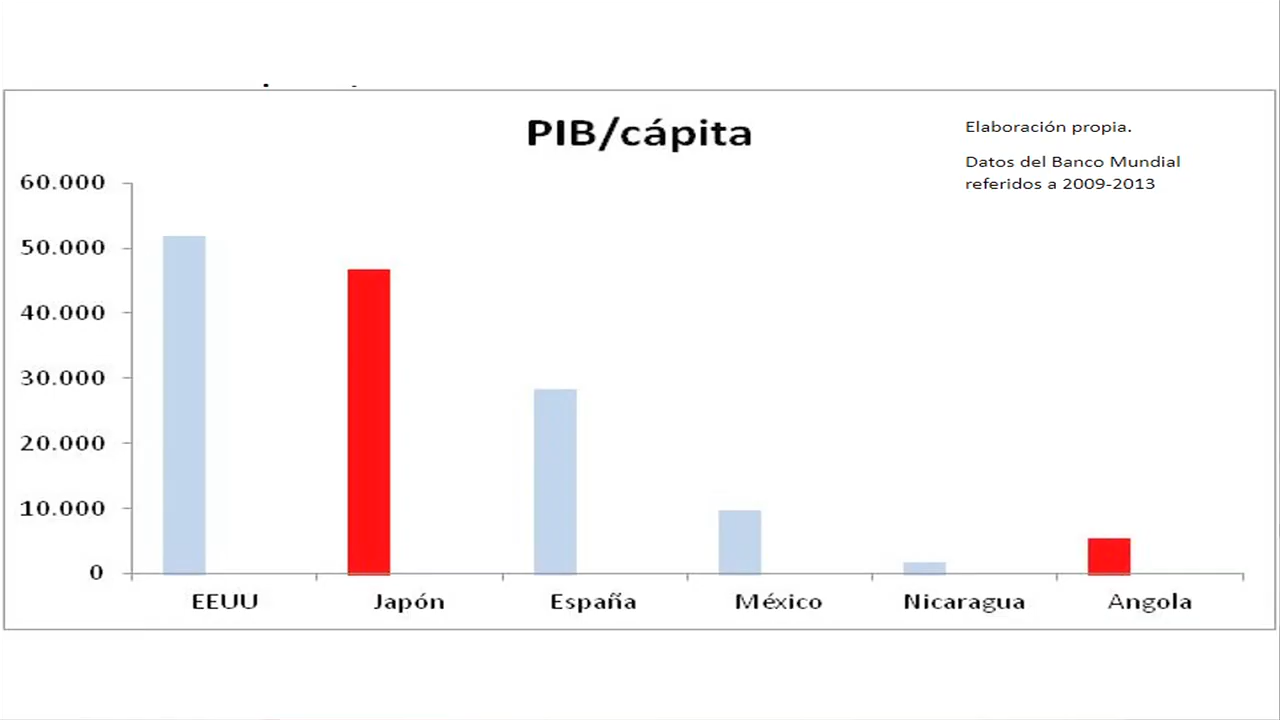 PIB/cápita
Elaboración propia.
Datos del Banco Mundial
referidos a 2009-2013
60.000
50.000
40.000
30.000
20.000
10.000
0
EEUU Japón España México Nicaragua Angola